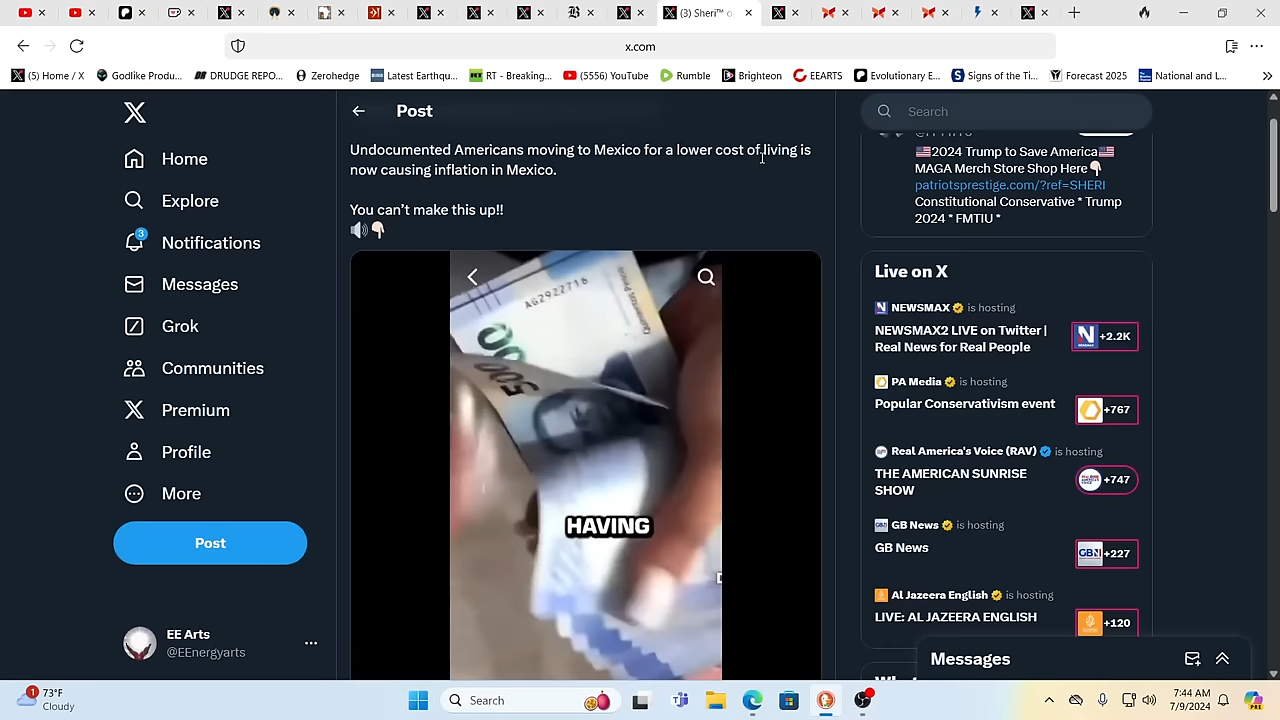 (3) Sheri™ o
x.com
(5) Home / X
Godlike Produ...
DRUDGE REPO...
Zerohedge
Latest Earthqu...
RT - Breaking...
(5556) YouTube
Rumble
Brighteon
EEARTS
Evolutionary E...
Signs of the Ti...
Forecast 2025
National and L...
Home
Explore
3
Notifications
Messages
Grok
Communities
Premium
Profile
More
Post
EE Arts
@EEnergyarts
Post
Undocumented Americans moving to Mexico for a lower cost of living is
now causing inflation in Mexico.
You can’t make this up!!
AG2922716
500
HAVING
Search
🇺🇸2024 Trump to Save America🇺🇸
MAGA Merch Store Shop Here👇🏻
patriotsprestige.com/?ref=SHERI
Constitutional Conservative * Trump
2024 * FMTIU *
Live on X
NEWSMAX is hosting
NEWSMAX2 LIVE on Twitter |
Real News for Real People
+2.2K
PA Media is hosting
Popular Conservativism event
+767
Real America's Voice (RAV) is hosting
THE AMERICAN SUNRISE
SHOW
+747
GB News is hosting
GB News
+227
Al Jazeera English is hosting
LIVE: AL JAZEERA ENGLISH
+120
Messages
1
73°F
Cloudy
Search
7:44 AM
7/9/2024